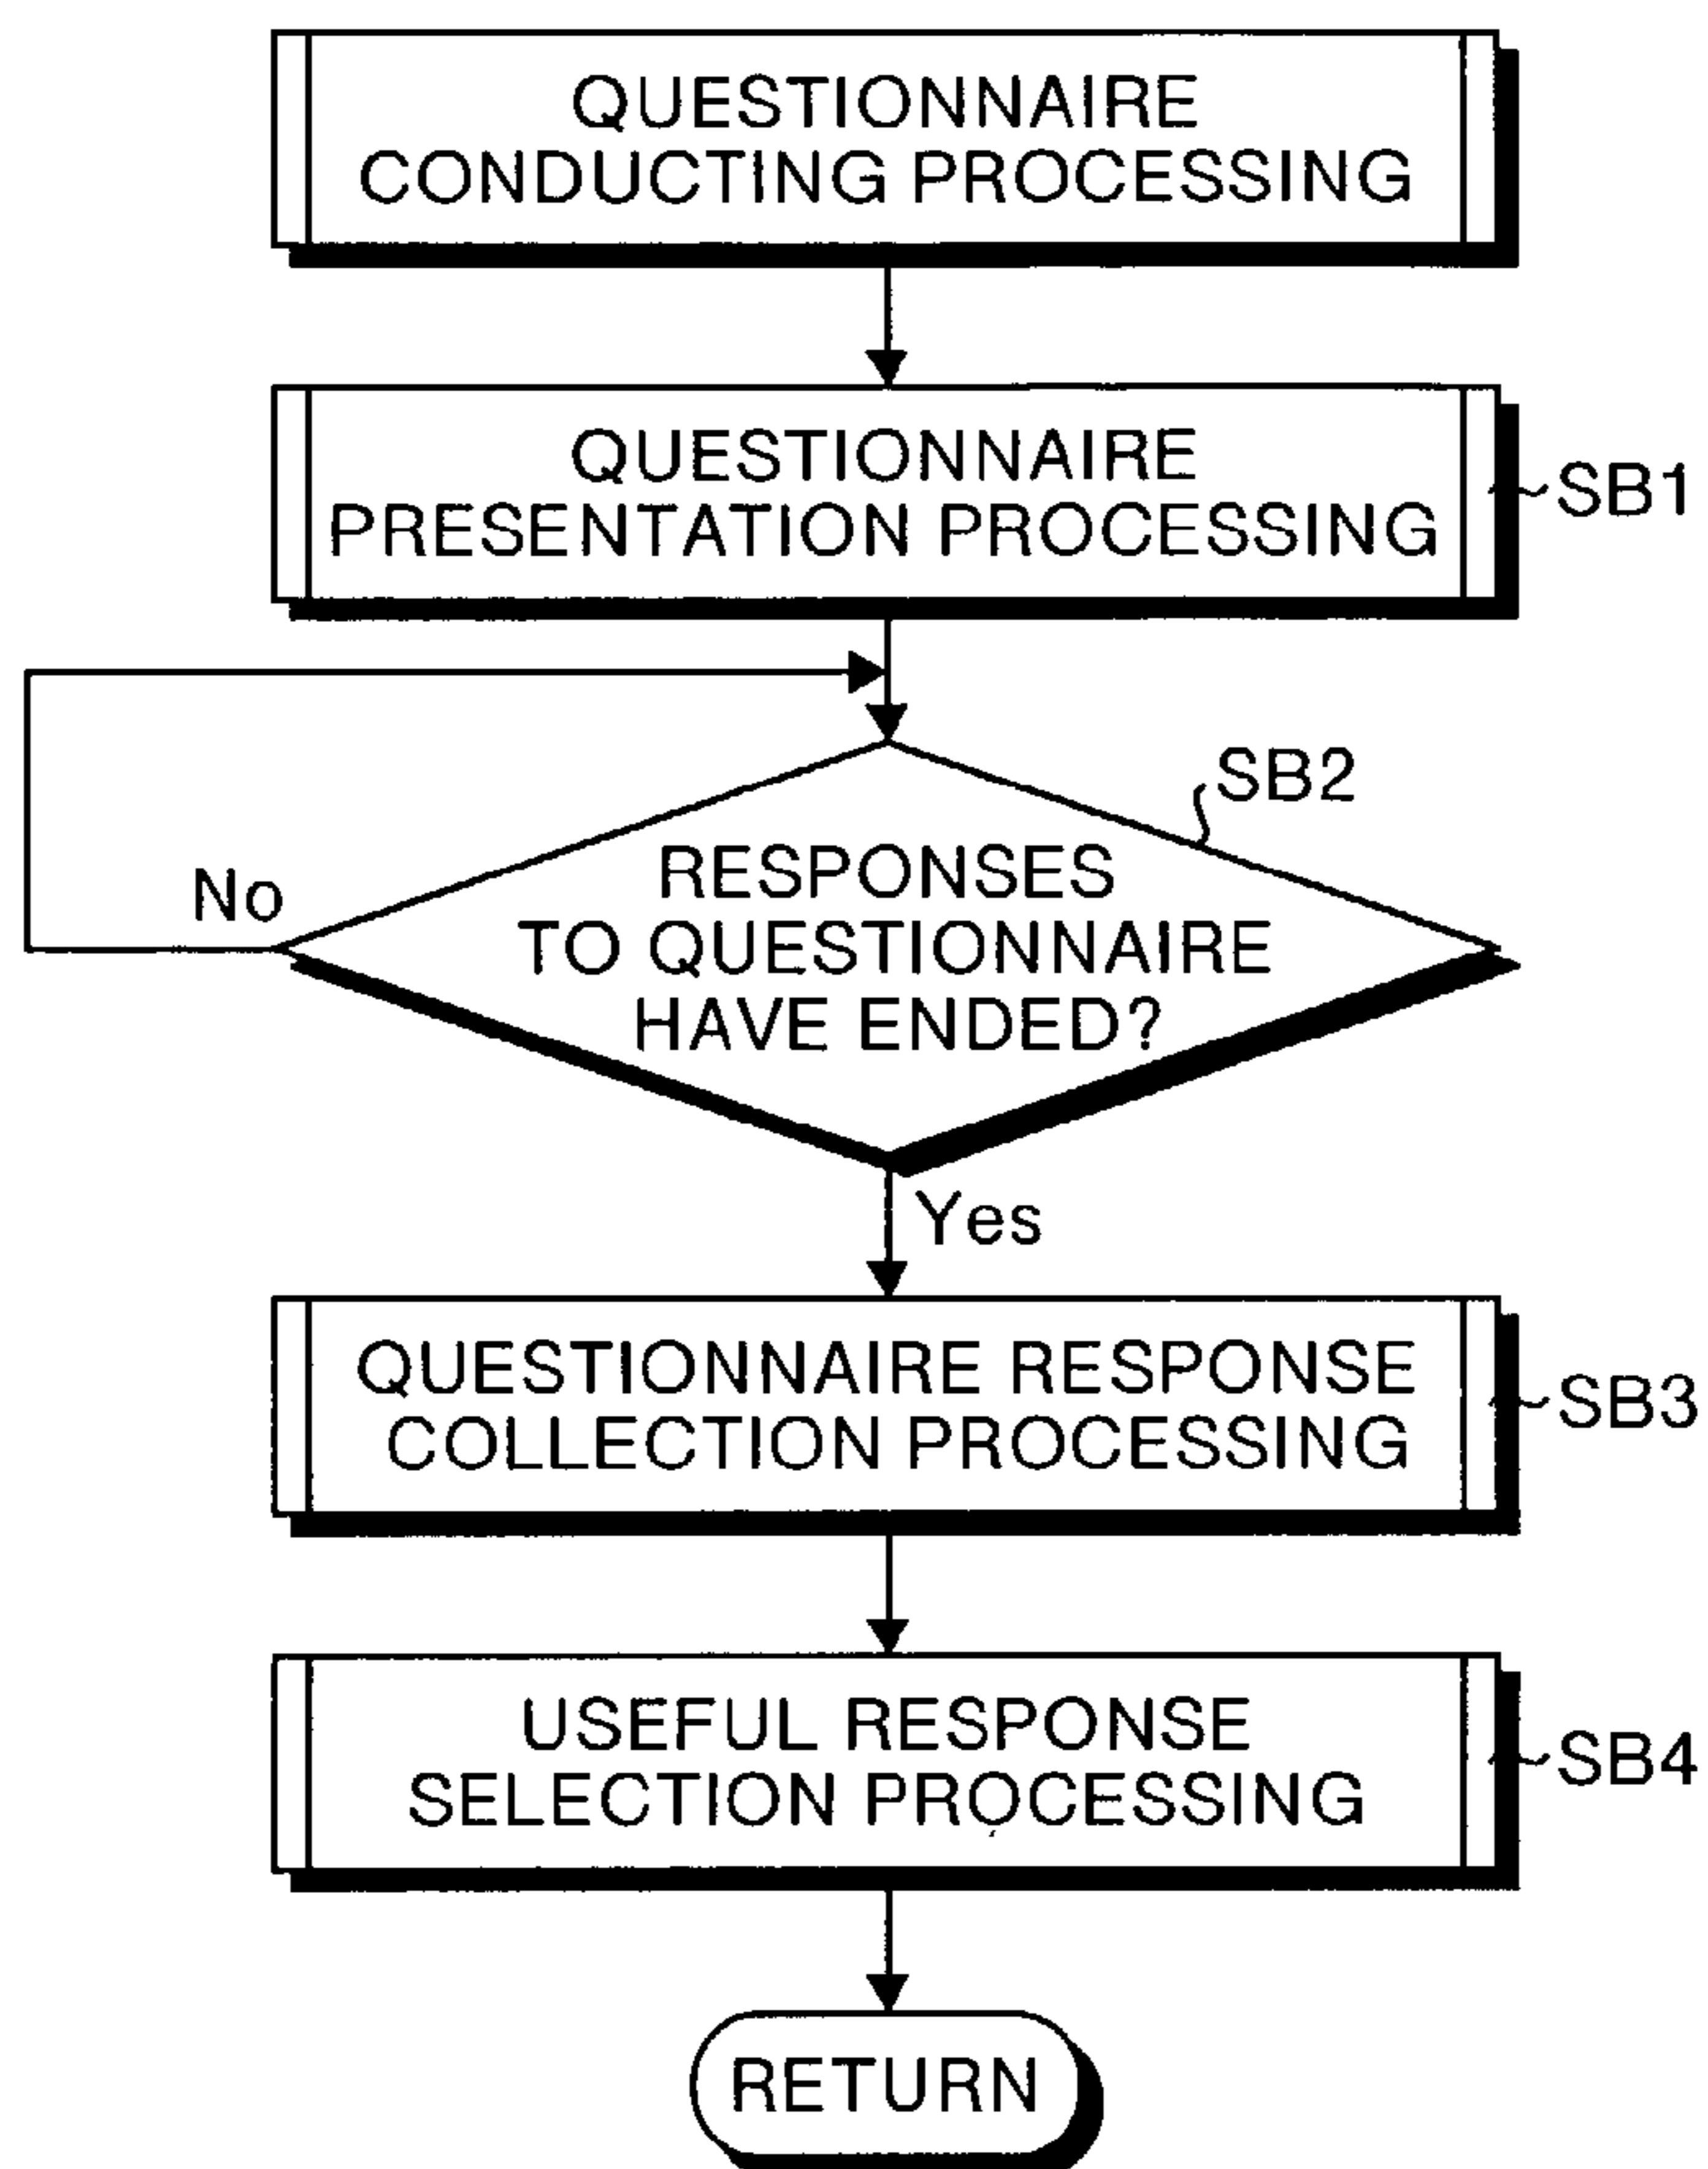 QUESTIONNAIRE
CONDUCTING PROCESSING
QUESTIONNAIRE
PRESENTATION PROCESSING
SB1
SB2
RESPONSES
TO QUESTIONNAIRE
HAVE ENDED?
No
Yes
QUESTIONNAIRE RESPONSE
COLLECTION PROCESSING
SB3
USEFUL RESPONSE
SELECTION PROCESSING
SB4
RETURN